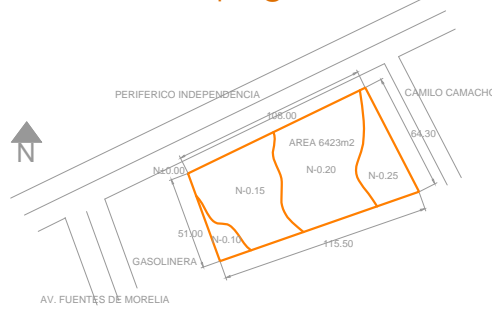 PERIFERICO INDEPENDENCIA
CAMILO CAMACHO
108.00
AREA 6423m2
64.30
N
N±0.00
N-0.20
N-0.25
N-0.15
51.00
N-0.10
115.50
GASOLINERA
AV. FUENTES DE MORELIA